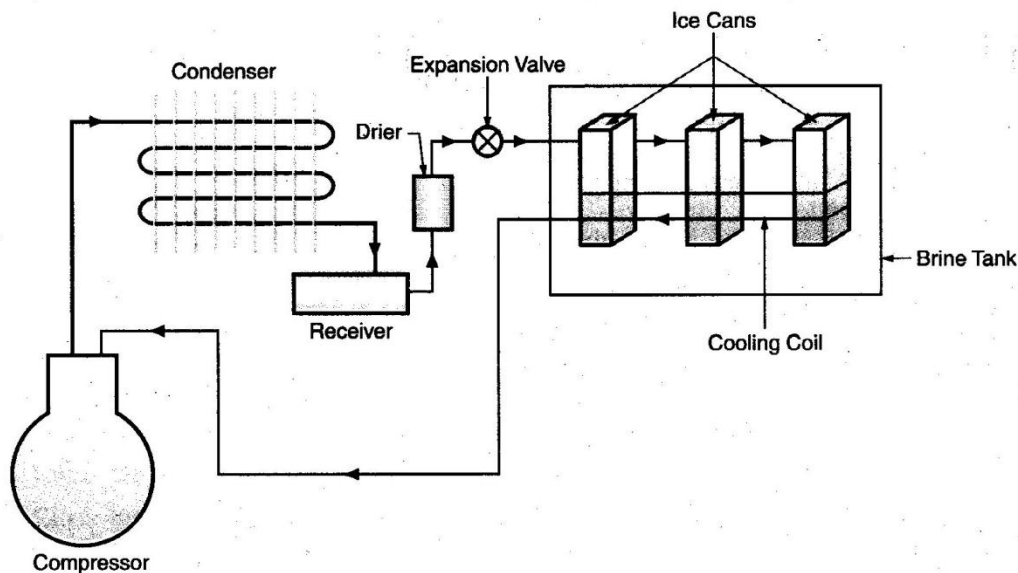 Ice Cans
Expansion Valve
Condenser
Drier
Brine Tank
Receiver
Cooling Coil
Compressor